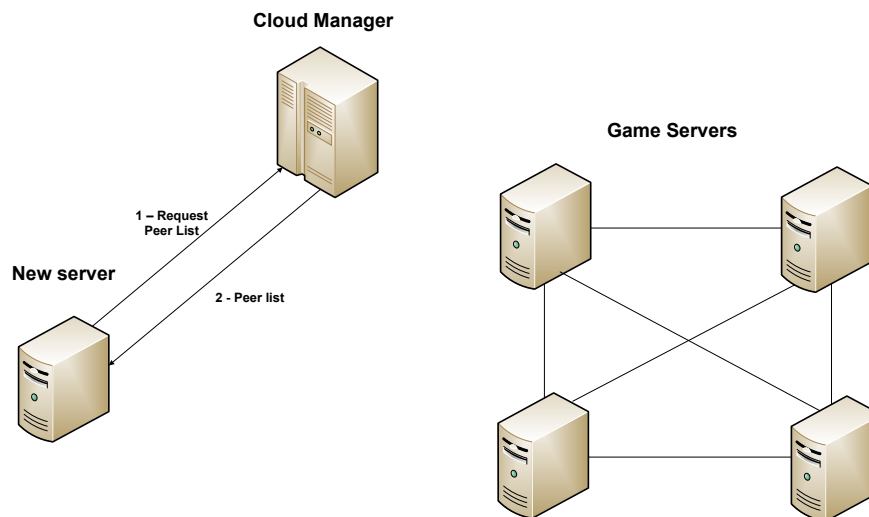 Cloud Manager
Game Servers
1 – Request
Peer List
New server
2 - Peer list